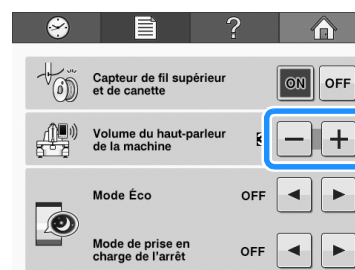 ?
Capteur de fil supérieur
et de canette
ON OFF
Volume du haut-parleur
de la machine
− +
Mode Éco
OFF
Mode de prise en
charge de l'arrêt
OFF